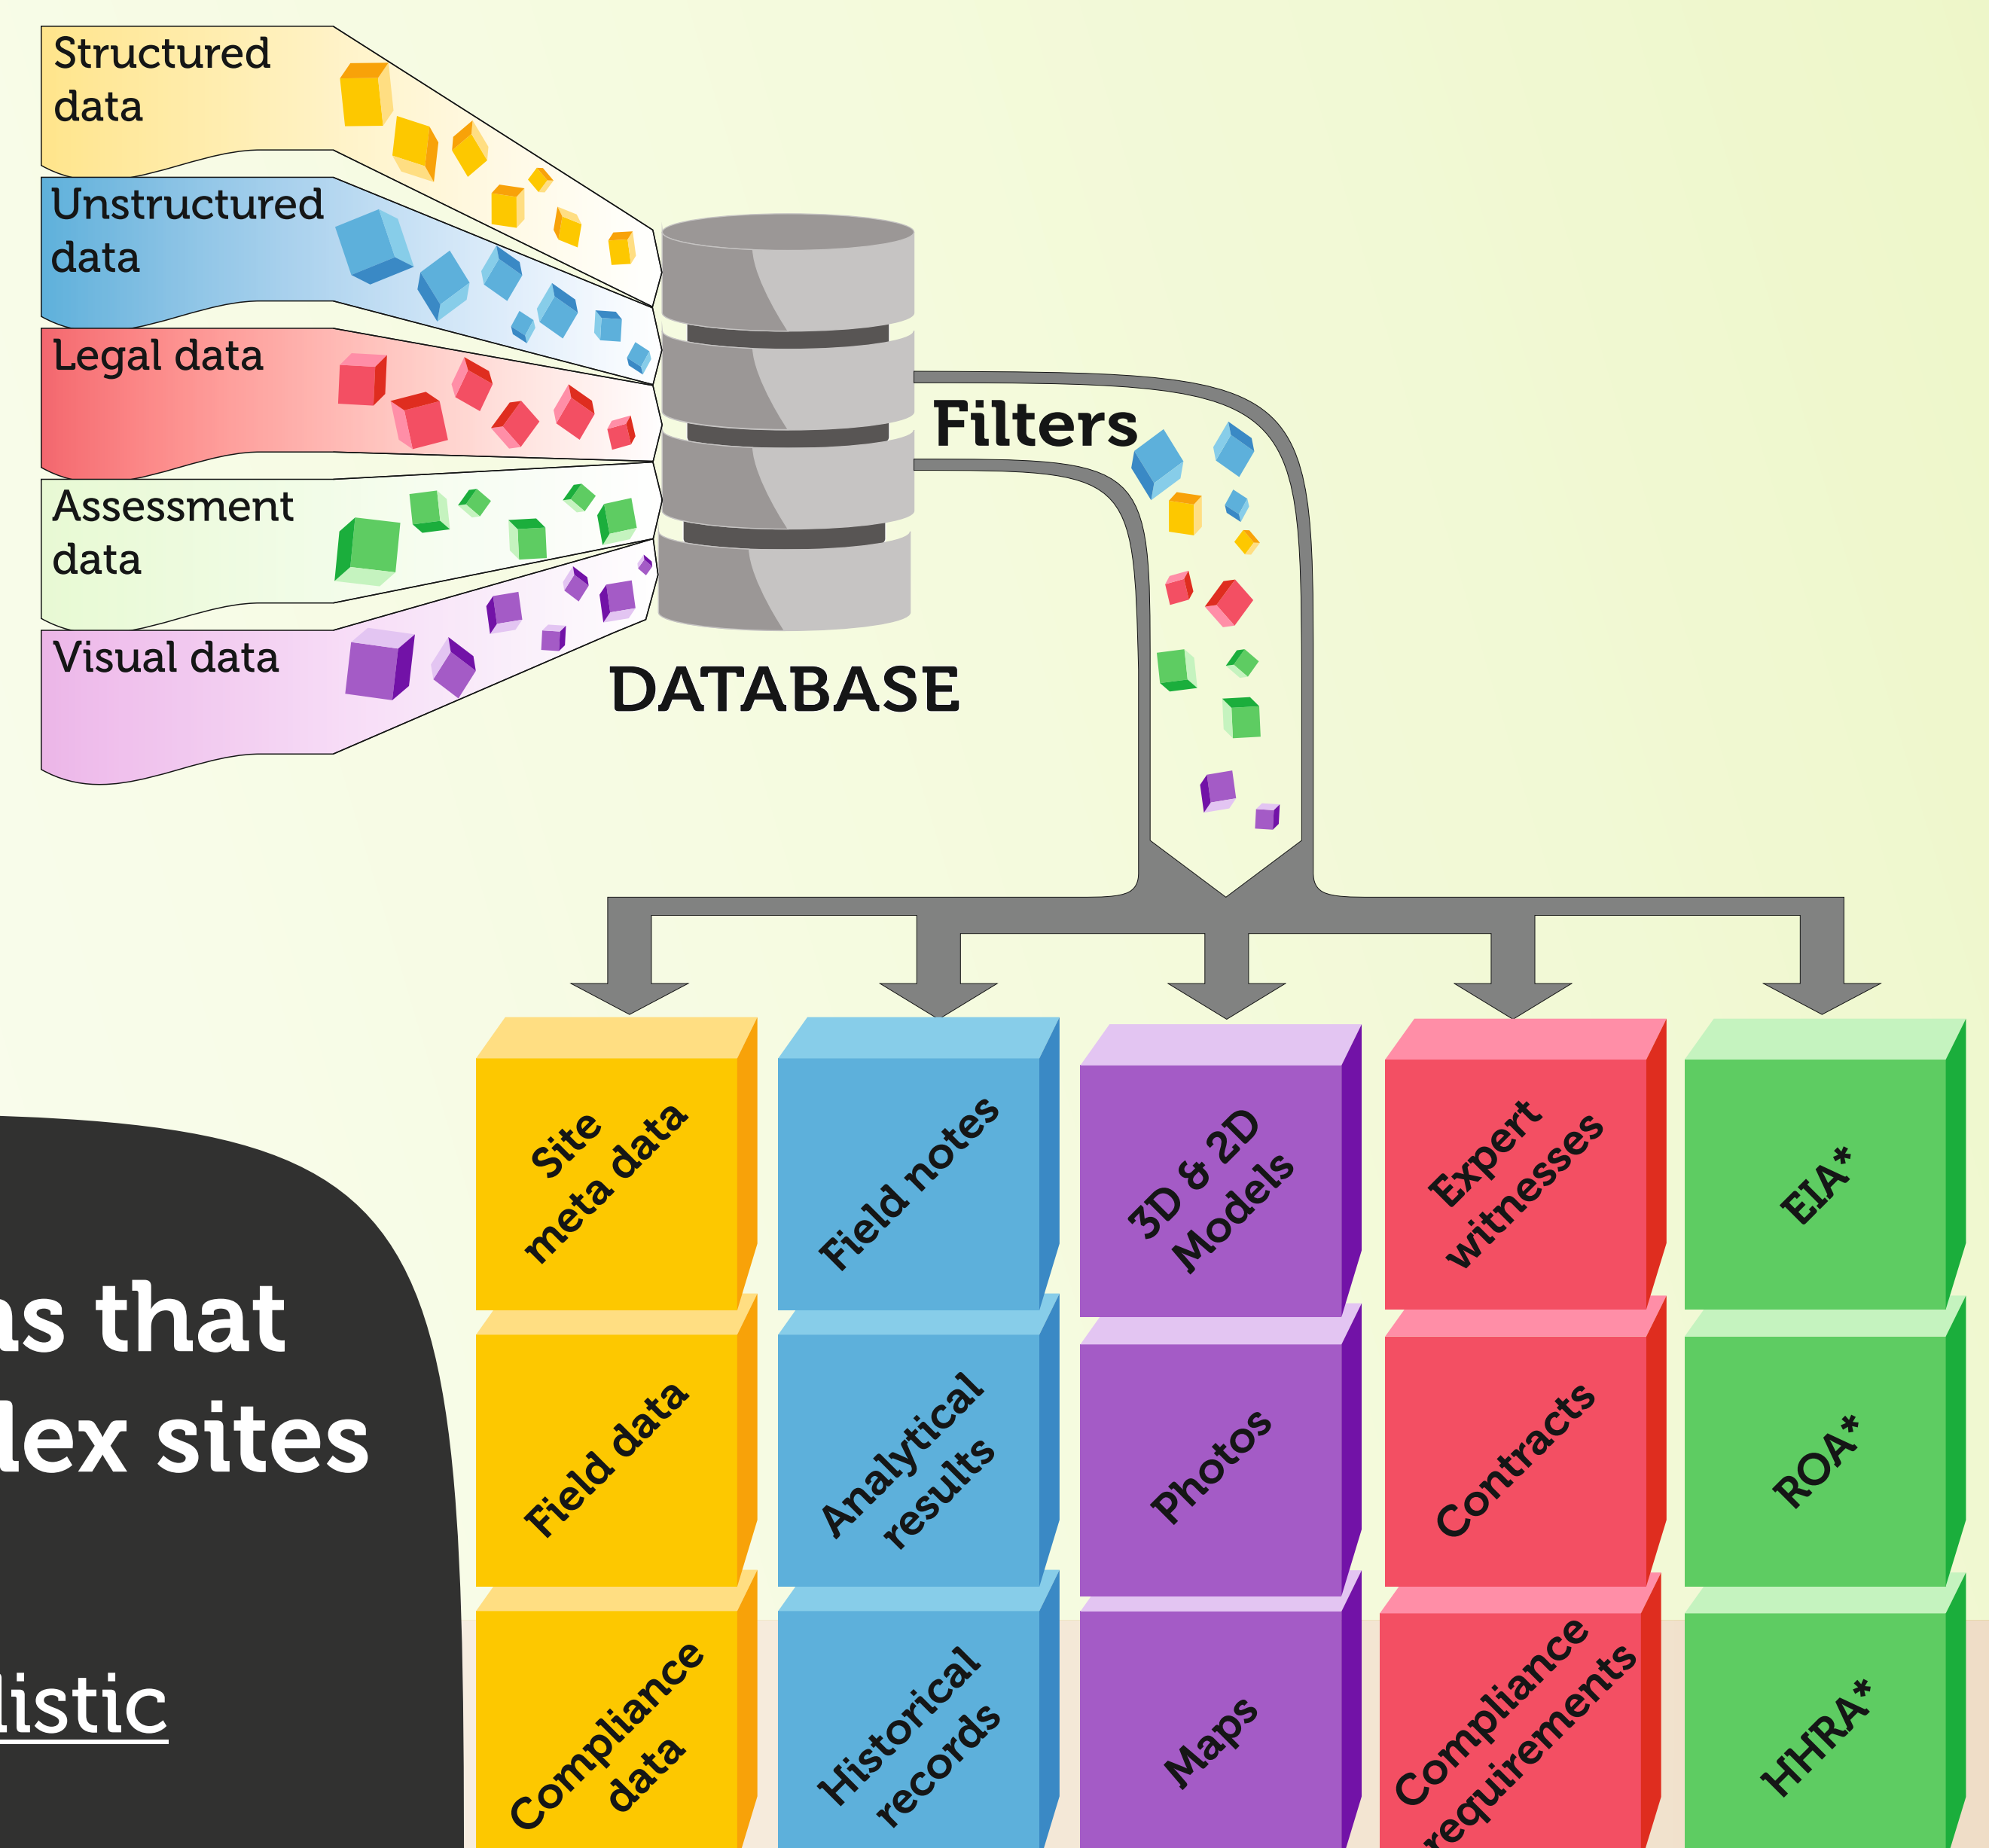 Structured
data
Unstructured
data
Legal data
Assessment
data
Visual data
Filters
DATABASE
Site
meta data
Field notes
3D & 2D
Models
Expert
witnesses
EIA*
Field data
Analytical
results
Photos
Contracts
ROA*
Compliance
data
Historical
records
Maps
Compliance
requirements
HHRA*
that
sites